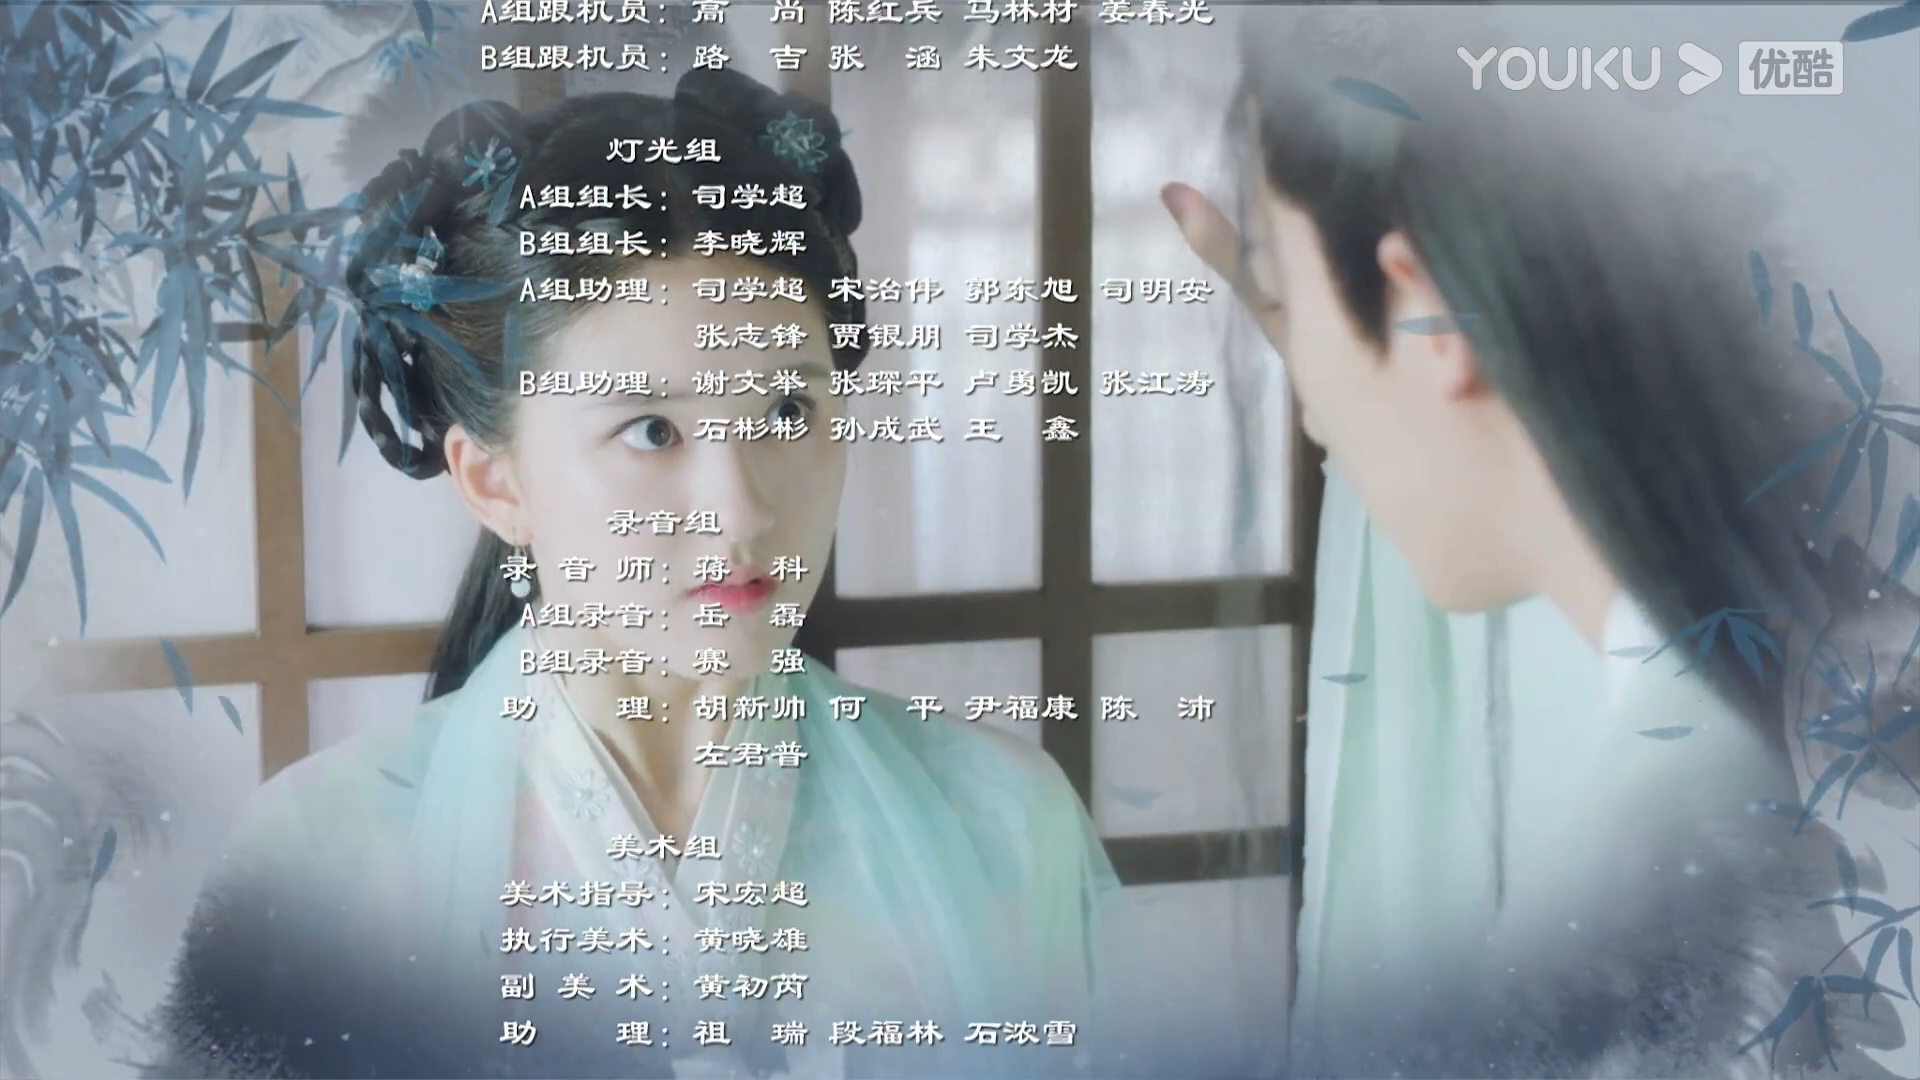 A组跟机员：高　尚 陈红兵 马林材 姜春光
B组跟机员：路　吉 张　涵 朱文龙
YOUKU 优酷
灯光组
A组组长：司学超
B组组长：李晓辉
A组助理：司学超 宋治伟 郭东旭 司明安
张志锋 贾银朋 司学杰
B组助理：谢文举 张琛平 卢勇凯 张江涛
石彬彬 孙成武 王　鑫
录音组
录 音 师：蒋　科
A组录音：岳　磊
B组录音：赛　强
助　　理：胡新帅 何　平 尹福康 陈　沛
左君普
美术组
美术指导：宋宏超
执行美术：黄晓雄
副 美 术：黄初芮
助　　理：祖　瑞 段福林 石浓雪